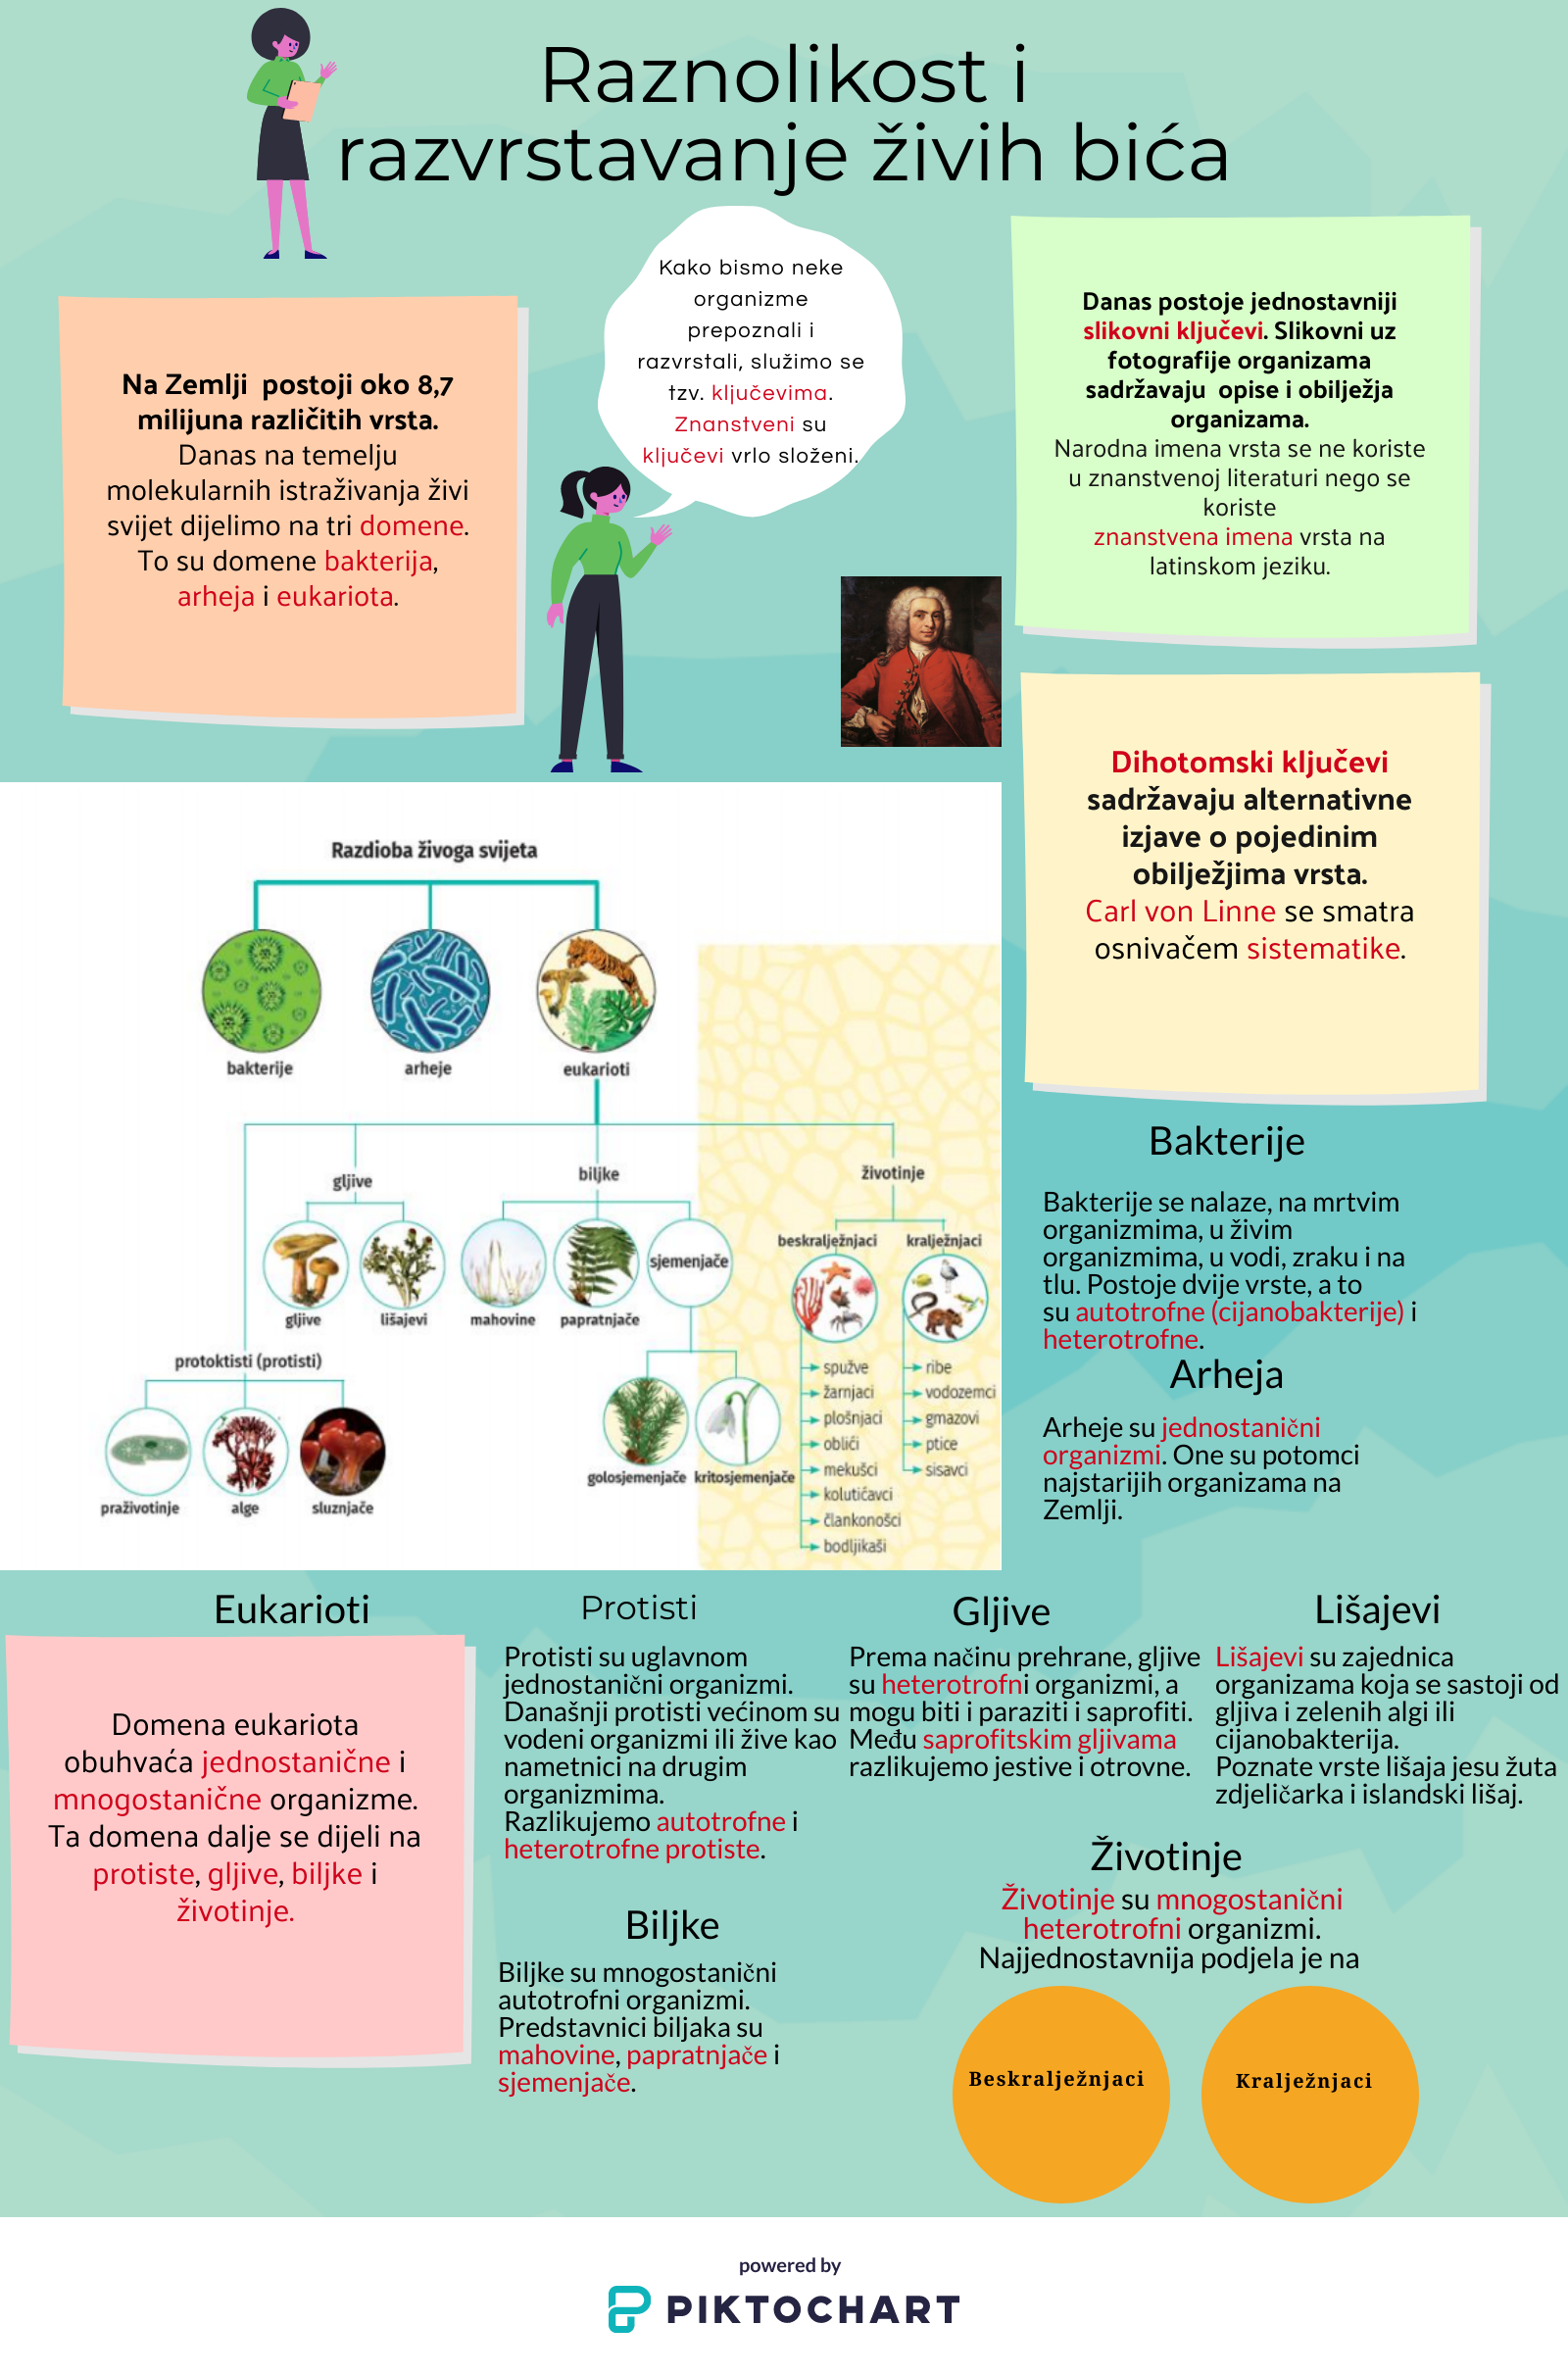 Raznolikost i
razvrstavanje živih bića
Kako bismo neke
organizme
prepoznali i
razvrstali, služimo se
tzv. ključevima.
Znanstveni su
ključevi vrlo složeni.
Na Zemlji postoji oko 8,7
milijuna različitih vrsta.
Danas na temelju
molekularnih istraživanja živi
svijet dijelimo na tri domene.
To su domene bakterija,
arheja i eukariota.
Danas postoje jednostavniji
slikovni ključevi. Slikovni uz
fotografije organizama
sadržavaju opise i obilježja
organizama.
Narodna imena vrsta se ne koriste
u znanstvenoj literaturi nego se
koriste
znanstvena imena vrsta na
latinskom jeziku.
Dihotomski ključevi
sadržavaju alternativne
izjave o pojedinim
obilježjima vrsta.
Carl von Linne se smatra
osnivačem sistematike.
Razdioba živoga svijeta
bakterije
arheje
eukarioti
gljive
biljke
životinje
beskralježnjaci
kralježnjaci
sjemenjače
gljive
lišajevi
mahovine
papratnjače
protoktisti (protisti)
spužve
žarnjaci
plošnjaci
oblići
mekušci
kolutićavci
člankonošci
bodljikaši
ribe
vodozemci
gmazovi
ptice
sisavci
golosjemenjače
kritosjemenjače
praživotinje
alge
sluznjače
Bakterije
Bakterije se nalaze, na mrtvim
organizmima, u živim
organizmima, u vodi, zraku i na
tlu. Postoje dvije vrste, a to
su autotrofne (cijanobakterije) i
heterotrofne.
Arheja
Arheje su jednostanični
organizmi. One su potomci
najstarijih organizama na
Zemlji.
Eukarioti
Domena eukariota
obuhvaća jednostanične i
mnogostanične organizme.
Ta domena dalje se dijeli na
protiste, gljive, biljke i
životinje.
Protisti
Protisti su uglavnom
jednostanični organizmi.
Današnji protisti većinom su
vodeni organizmi ili žive kao
nametnici na drugim
organizmima.
Razlikujemo autotrofne i
heterotrofne protiste.
Gljive
Prema načinu prehrane, gljive
su heterotrofni organizmi, a
mogu biti i paraziti i saprofiti.
Među saprofitskim gljivama
razlikujemo jestive i otrovne.
Lišajevi
Lišajevi su zajednica
organizama koja se sastoji od
gljiva i zelenih algi ili
cijanobakterija.
Poznate vrste lišaja jesu žuta
zdjeličarka i islandski lišaj.
Biljke
Biljke su mnogostanični
autotrofni organizmi.
Predstavnici biljaka su
mahovine, papratnjače i
sjemenjače.
Životinje
Životinje su mnogostanični
heterotrofni organizmi.
Najjednostavnija podjela je na
Beskralježnjaci
Kralježnjaci
powered by
PIKTOCHART